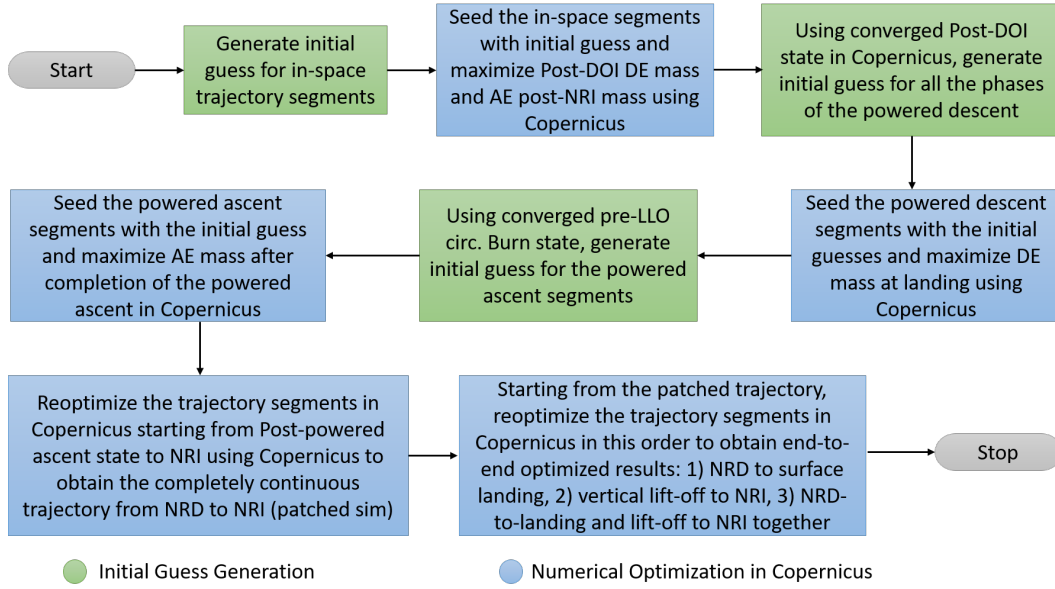 Start
Generate initial
guess for in-space
trajectory segments
Seed the in-space segments
with initial guess and
maximize Post-DOI DE mass
and AE post-NRI mass using
Copernicus
Using converged Post-DOI
state in Copernicus, generate
initial guess for all the phases
of the powered descent
Seed the powered descent
segments with the initial
guesses and maximize DE
mass at landing using
Copernicus
Using converged pre-LLO
circ. Burn state, generate
initial guess for the powered
ascent segments
Seed the powered ascent
segments with the initial guess
and maximize AE mass after
completion of the powered
ascent in Copernicus
Reoptimize the trajectory segments in
Copernicus starting from Post-powered
ascent state to NRI using Copernicus to
obtain the completely continuous
trajectory from NRD to NRI (patched sim)
Starting from the patched trajectory,
reoptimize the trajectory segments in
Copernicus in this order to obtain end-to-
end optimized results: 1) NRD to surface
landing, 2) vertical lift-off to NRI, 3) NRD-
to-landing and lift-off to NRI together
Stop
Initial Guess Generation
Numerical Optimization in Copernicus